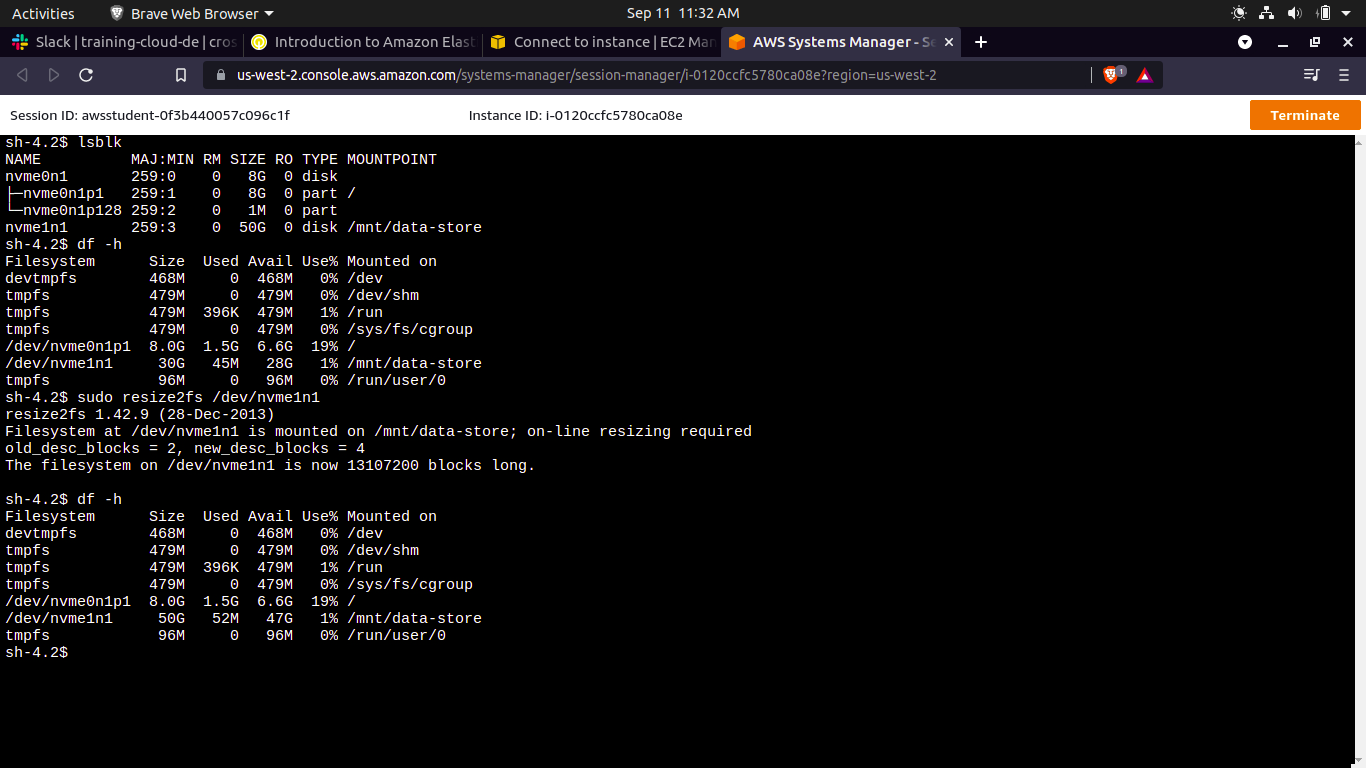 Activities Brave Web Browser Sep 11 11:32 AM
Slack | training-cloud-de | cros Introduction to Amazon Elast Connect to instance | EC2 Man AWS Systems Manager - Se
us-west-2.console.aws.amazon.com/systems-manager/session-manager/i-0120ccfc5780ca08e?region=us-west-2 1
Session ID: awsstudent-0f3b440057c096c1f Instance ID: i-0120ccfc5780ca08e Terminate
sh-4.2$ lsblk
NAME          MAJ:MIN RM SIZE RO TYPE MOUNTPOINT
nvme0n1       259:0    0   8G  0 disk
├─nvme0n1p1   259:1    0   8G  0 part /
└─nvme0n1p128 259:2    0   1M  0 part
nvme1n1       259:3    0  50G  0 disk /mnt/data-store
sh-4.2$ df -h
Filesystem      Size  Used Avail Use% Mounted on
devtmpfs        468M     0  468M   0% /dev
tmpfs           479M     0  479M   0% /dev/shm
tmpfs           479M  396K  479M   1% /run
tmpfs           479M     0  479M   0% /sys/fs/cgroup
/dev/nvme0n1p1  8.0G  1.5G  6.6G  19% /
/dev/nvme1n1     30G   45M   28G   1% /mnt/data-store
tmpfs            96M     0   96M   0% /run/user/0
sh-4.2$ sudo resize2fs /dev/nvme1n1
resize2fs 1.42.9 (28-Dec-2013)
Filesystem at /dev/nvme1n1 is mounted on /mnt/data-store; on-line resizing required
old_desc_blocks = 2, new_desc_blocks = 4
The filesystem on /dev/nvme1n1 is now 13107200 blocks long.
sh-4.2$ df -h
Filesystem      Size  Used Avail Use% Mounted on
devtmpfs        468M     0  468M   0% /dev
tmpfs           479M     0  479M   0% /dev/shm
tmpfs           479M  396K  479M   1% /run
tmpfs           479M     0  479M   0% /sys/fs/cgroup
/dev/nvme0n1p1  8.0G  1.5G  6.6G  19% /
/dev/nvme1n1     50G   52M   47G   1% /mnt/data-store
tmpfs            96M     0   96M   0% /run/user/0
sh-4.2$